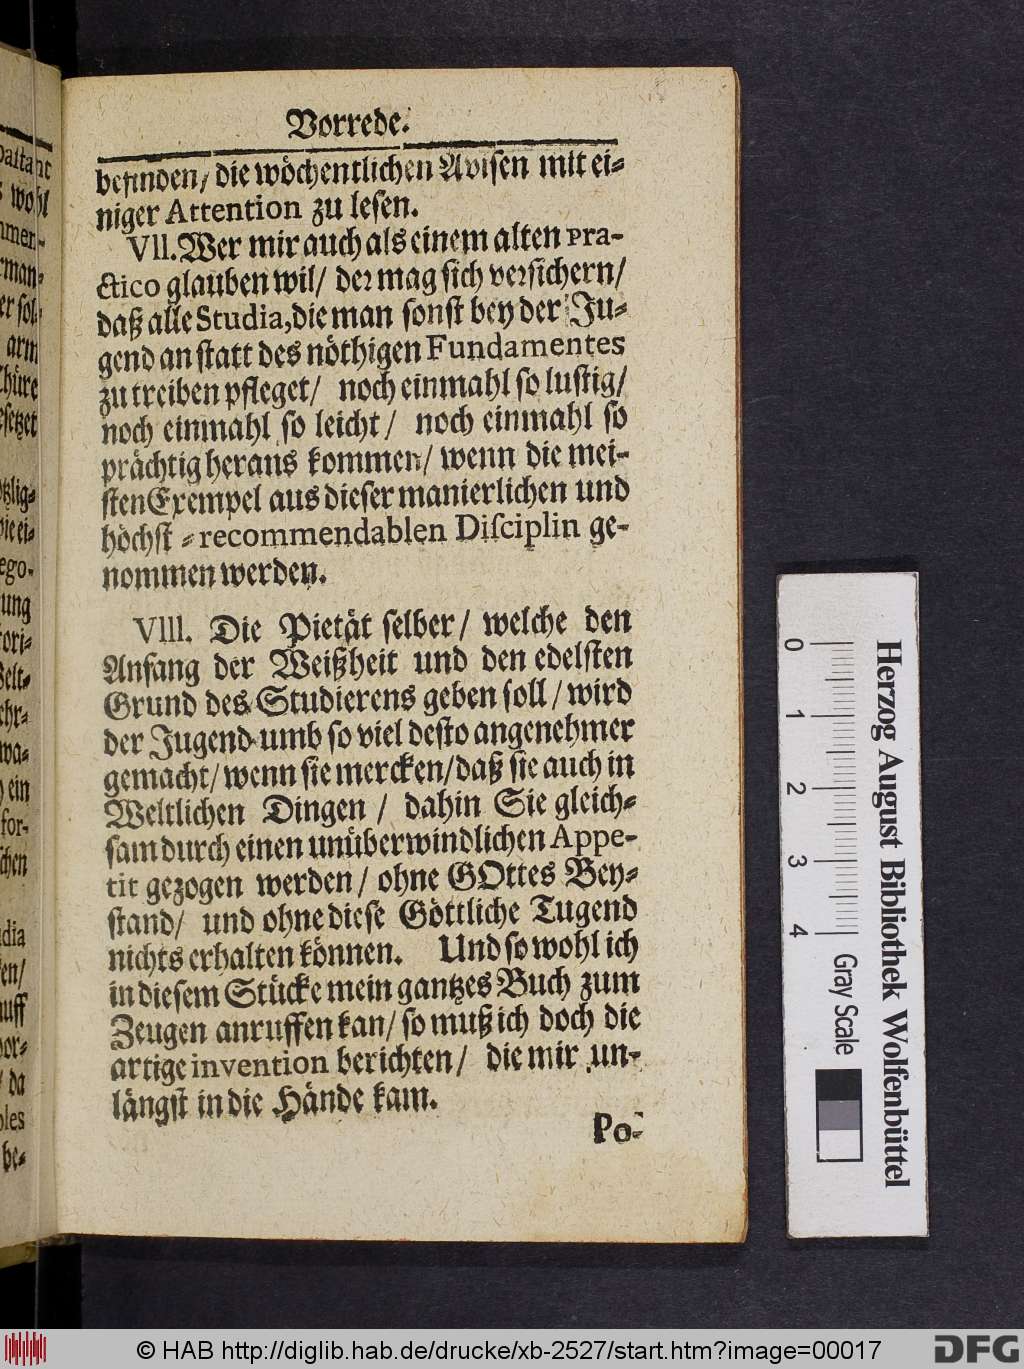 Vorrede.
befinden/ die wöchentlichen Avisen mit ei-
niger Attention zu lesen.
VII. Wer mir auch als einem alten Pra-
ctico glauben wil/ der mag sich versichern/
daß alle Studia, die man sonst bey der Ju-
gend an statt des nöthigen Fundamentes
zu treiben pfleget/ noch einmahl so lustig/
noch einmahl so leicht/ noch einmahl so
prächtig heraus kommen/ wenn die mei-
sten Exempel aus dieser manierlichen und
höchst-recommendablen Disciplin ge-
nommen werden.
VIII. Die Pietät selber/ welche den
Anfang der Weißheit und den edelsten
Grund des Studierens geben soll/ wird
der Jugend umb so viel desto angenehmer
gemacht/ wenn sie mercken/ daß sie auch in
Weltlichen Dingen/ dahin Sie gleich-
sam durch einen unüberwindlichen Appe-
tit gezogen werden/ ohne GOttes Bey-
stand/ und ohne diese Göttliche Tugend
nichts erhalten können. Und so wohl ich
in diesem Stücke mein gantzes Buch zum
Zeugen anruffen kan/ so muß ich doch die
artige invention berichten/ die mir un-
längst in die Hände kam.
Po-
0 1 2 3 4
Gray Scale
Herzog August Bibliothek Wolfenbüttel
© HAB http://diglib.hab.de/drucke/xb-2527/start.htm?image=00017
DFG